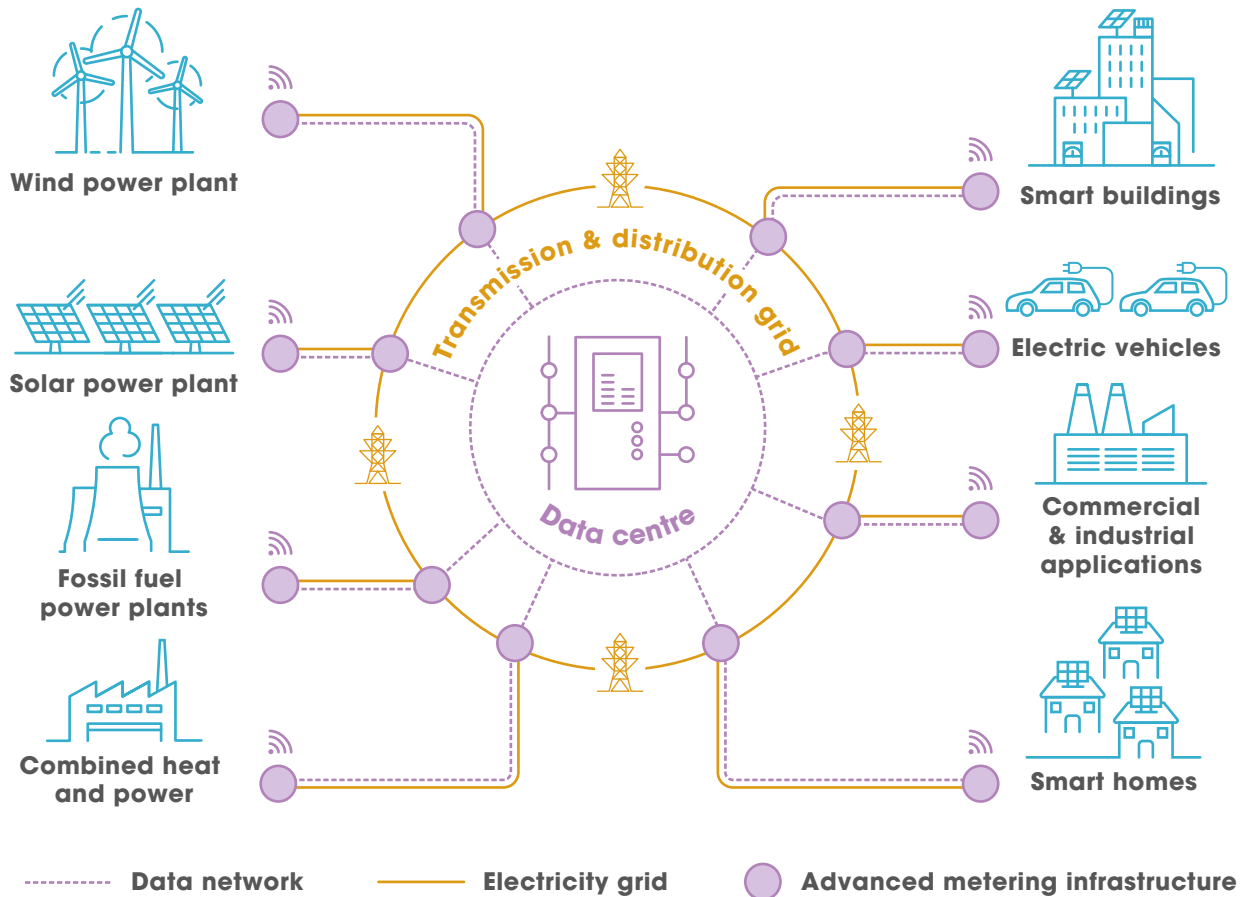 Wind power plant
Solar power plant
Fossil fuel
power plants
Combined heat
and power
Transmission & distribution grid
Data centre
Smart buildings
Electric vehicles
Commercial
& industrial
applications
Smart homes
Data network
Electricity grid
Advanced metering infrastructure